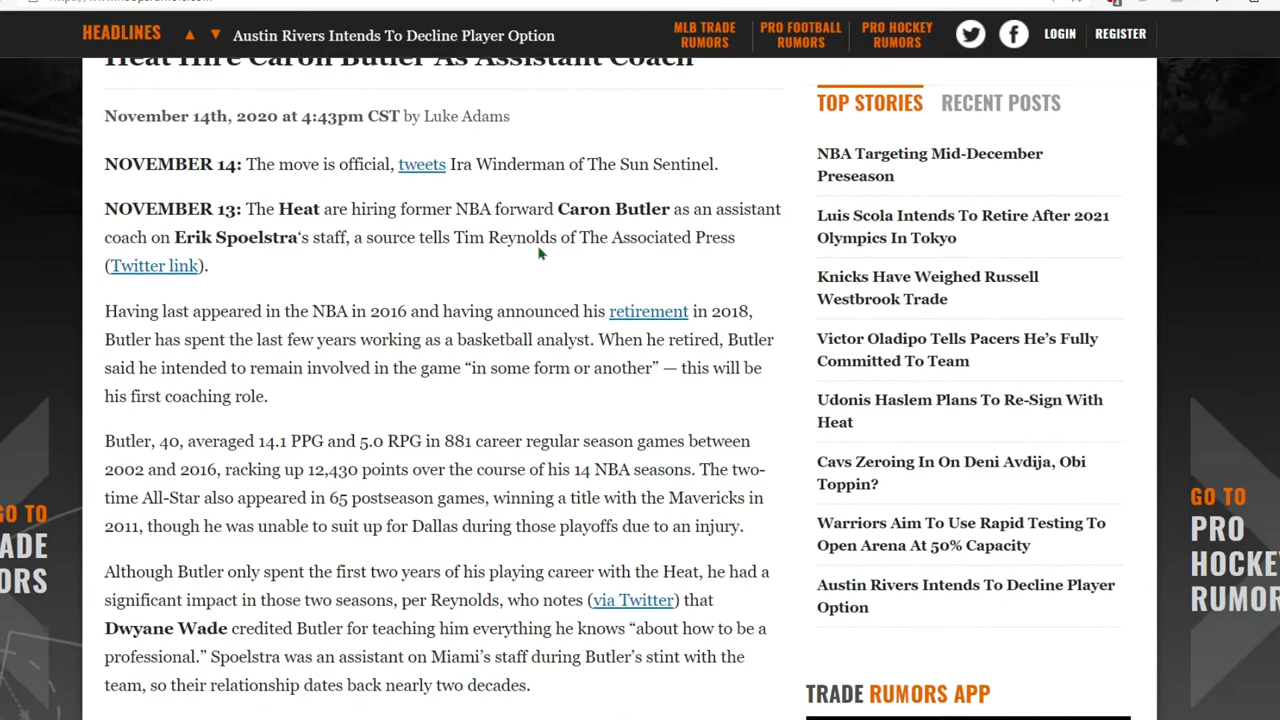 HEADLINES
Austin Rivers Intends To Decline Player Option
MLB TRADE
RUMORS
PRO FOOTBALL
RUMORS
PRO HOCKEY
RUMORS
LOGIN
REGISTER
Heat Hire Caron Butler As Assistant Coach
November 14th, 2020 at 4:43pm CST by Luke Adams
NOVEMBER 14: The move is official, tweets Ira Winderman of The Sun Sentinel.
NOVEMBER 13: The Heat are hiring former NBA forward Caron Butler as an assistant
coach on Erik Spoelstra‘s staff, a source tells Tim Reynolds of The Associated Press
(Twitter link).
Having last appeared in the NBA in 2016 and having announced his retirement in 2018,
Butler has spent the last few years working as a basketball analyst. When he retired, Butler
said he intended to remain involved in the game “in some form or another” — this will be
his first coaching role.
Butler, 40, averaged 14.1 PPG and 5.0 RPG in 881 career regular season games between
2002 and 2016, racking up 12,430 points over the course of his 14 NBA seasons. The two-
time All-Star also appeared in 65 postseason games, winning a title with the Mavericks in
2011, though he was unable to suit up for Dallas during those playoffs due to an injury.
Although Butler only spent the first two years of his playing career with the Heat, he had a
significant impact in those two seasons, per Reynolds, who notes (via Twitter) that
Dwyane Wade credited Butler for teaching him everything he knows “about how to be a
professional.” Spoelstra was an assistant on Miami’s staff during Butler’s stint with the
team, so their relationship dates back nearly two decades.
TOP STORIES
RECENT POSTS
NBA Targeting Mid-December
Preseason
Luis Scola Intends To Retire After 2021
Olympics In Tokyo
Knicks Have Weighed Russell
Westbrook Trade
Victor Oladipo Tells Pacers He’s Fully
Committed To Team
Udonis Haslem Plans To Re-Sign With
Heat
Cavs Zeroing In On Deni Avdija, Obi
Toppin?
Warriors Aim To Use Rapid Testing To
Open Arena At 50% Capacity
Austin Rivers Intends To Decline Player
Option
TRADE RUMORS APP
GO TO
ADE
ORS
GO TO
PRO
HOCKE
RUMOR